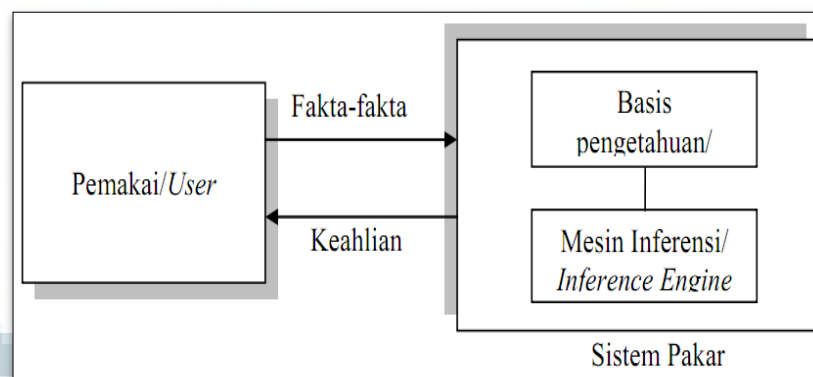 Pemakai/User
Fakta-fakta
Keahlian
Basis
pengetahuan/
Mesin Inferensi/
Inference Engine
Sistem Pakar